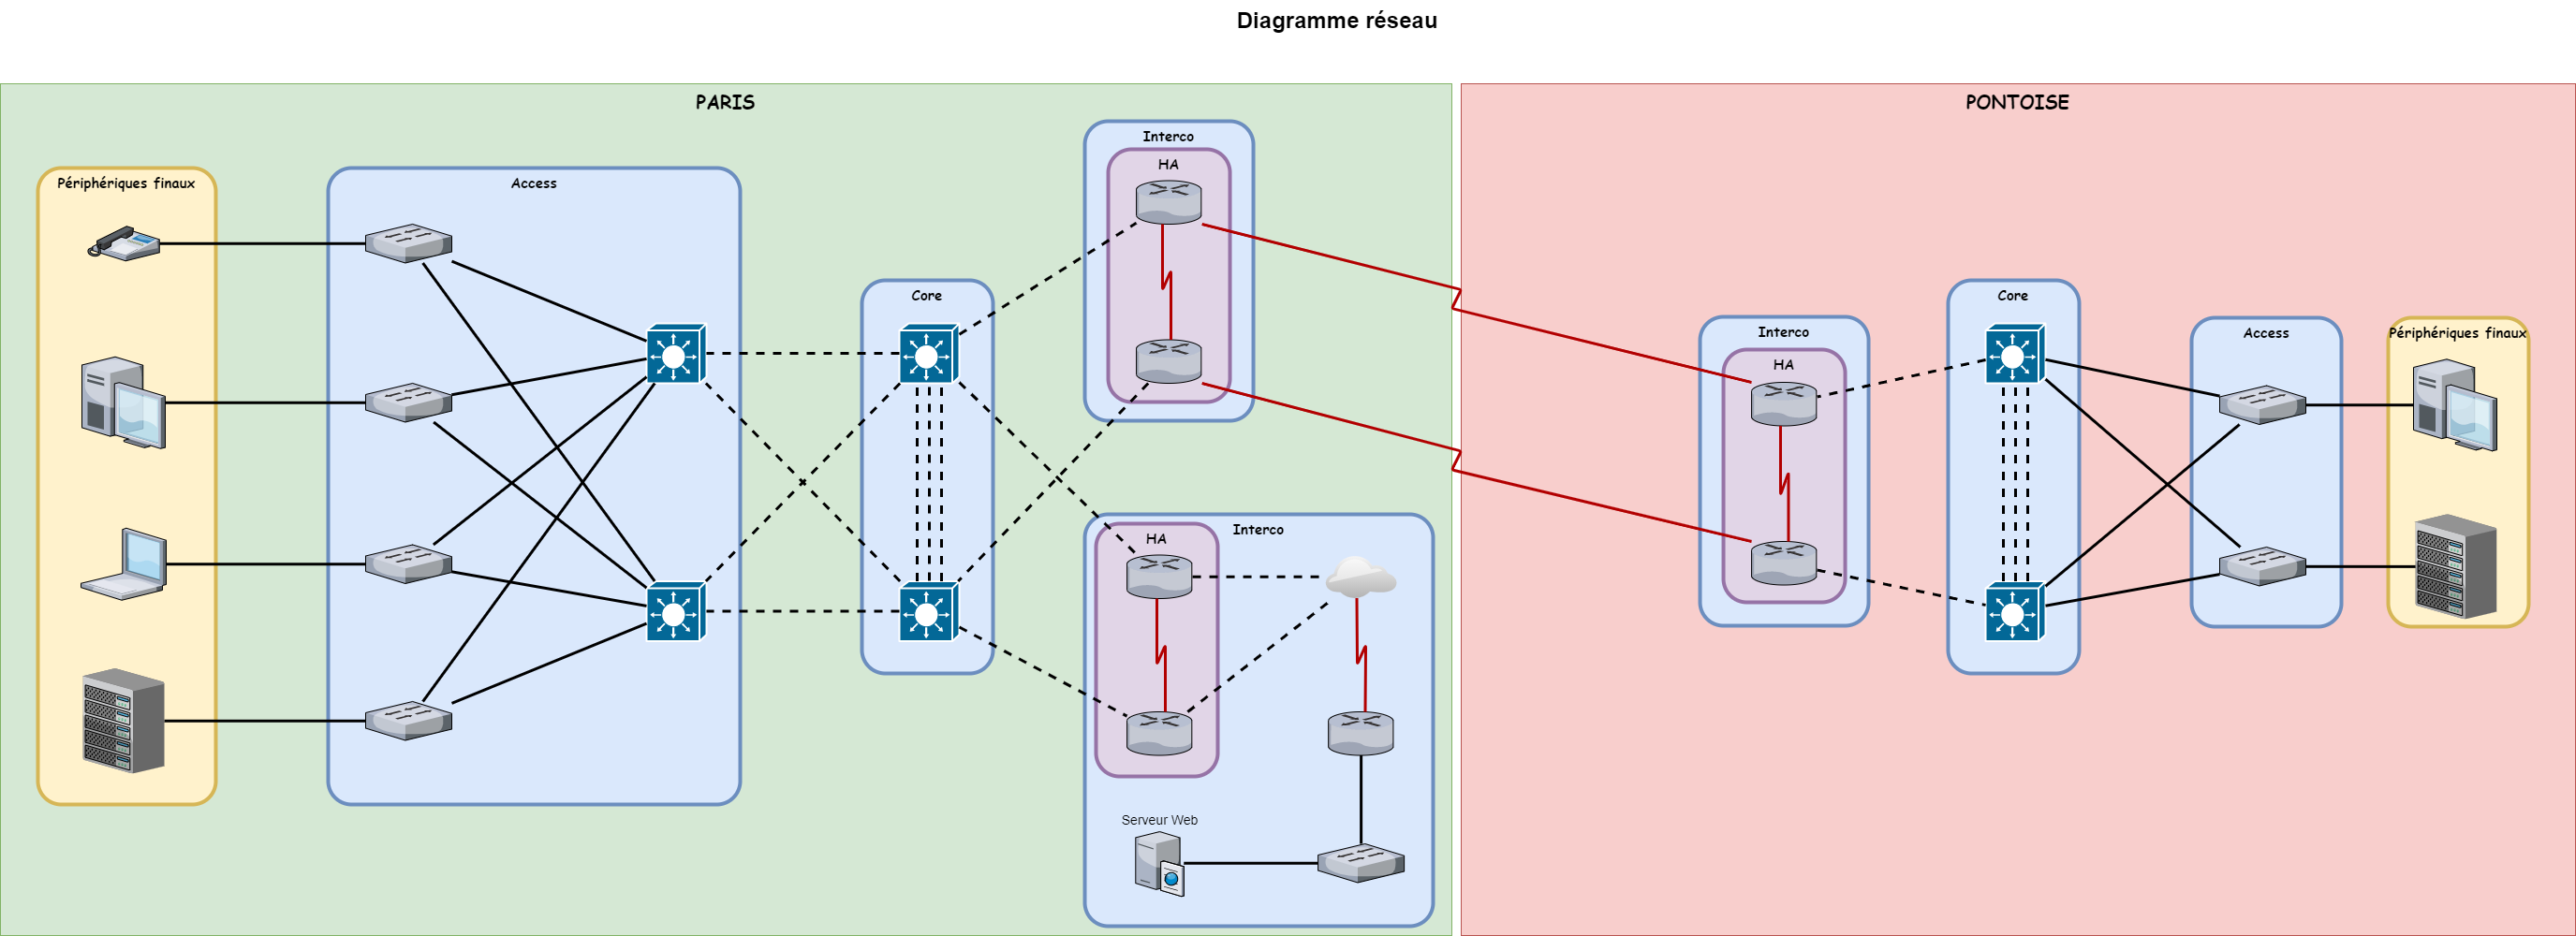 Diagramme réseau
PARIS
PONTOISE
Interco
HA
Périphériques finaux
Access
Core
Interco
HA
Serveur Web
Interco
HA
Core
Access
Périphériques finaux